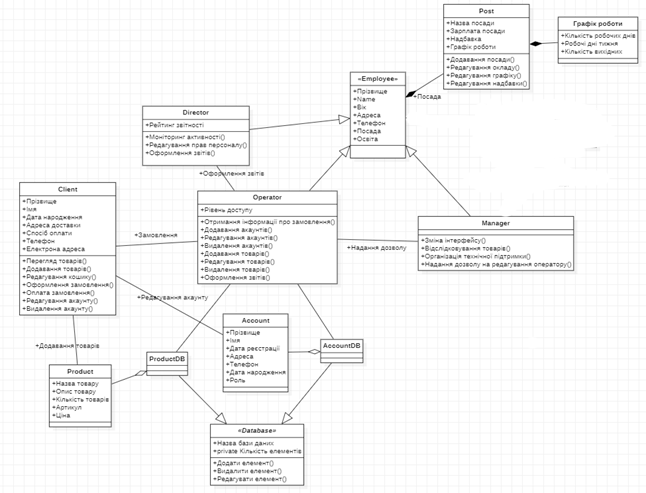 Post
+Назва посади
+Зарплата посади
+Надбавка
+Графік роботи
+Додавання посади()
+Редагування окладу()
+Редагування графіку()
+Редагування надбавки()
Графік роботи
+Кількість робочих днів
+Робочі дні тижня
+Кількість вихідних
«Employee»
+Прізвище
+Name
+Вік
+Адреса
+Телефон
+Посада
+Освіта
+Посада
Director
+Рейтинг звітності
+Моніторинг активності()
+Редагування прав персоналу()
+Оформлення звітів()
+Оформлення звітів
Client
+Прізвище
+Імя
+Дата народження
+Адреса доставки
+Спосіб оплати
+Телефон
+Електрона адреса
+Перегляд товарів()
+Додавання товарів()
+Редагування кошику()
+Оформлення замовлення()
+Оплата замовлення()
+Редагування акаунту()
+Видалення акаунту()
+Замовлення
Operator
+Рівень доступу
+Отримання інформації про замовлення()
+Додавання акаунтів()
+Редагування акаунтів()
+Видалення акаунтів()
+Додавання товарів()
+Редагування товарів()
+Видалення товарів()
+Оформлення звітів()
+Надання дозволу
Manager
+Зміна інтерфейсу()
+Відслідковування товарів()
+Організація технічної підтримки()
+Надання дозволу на редагування оператору()
+Редагування акаунту
+Додавання товарів
Account
+Прізвище
+Імя
+Дата реєстрації
+Адреса
+Телефон
+Дата народження
+Роль
AccountDB
ProductDB
Product
+Назва товару
+Опис товару
+Кількість товарів
+Артикул
+Ціна
«Database»
+Назва бази даних
+private Кількість елементів
+Додати елемент()
+Видалити елемент()
+Редагувати елемент()